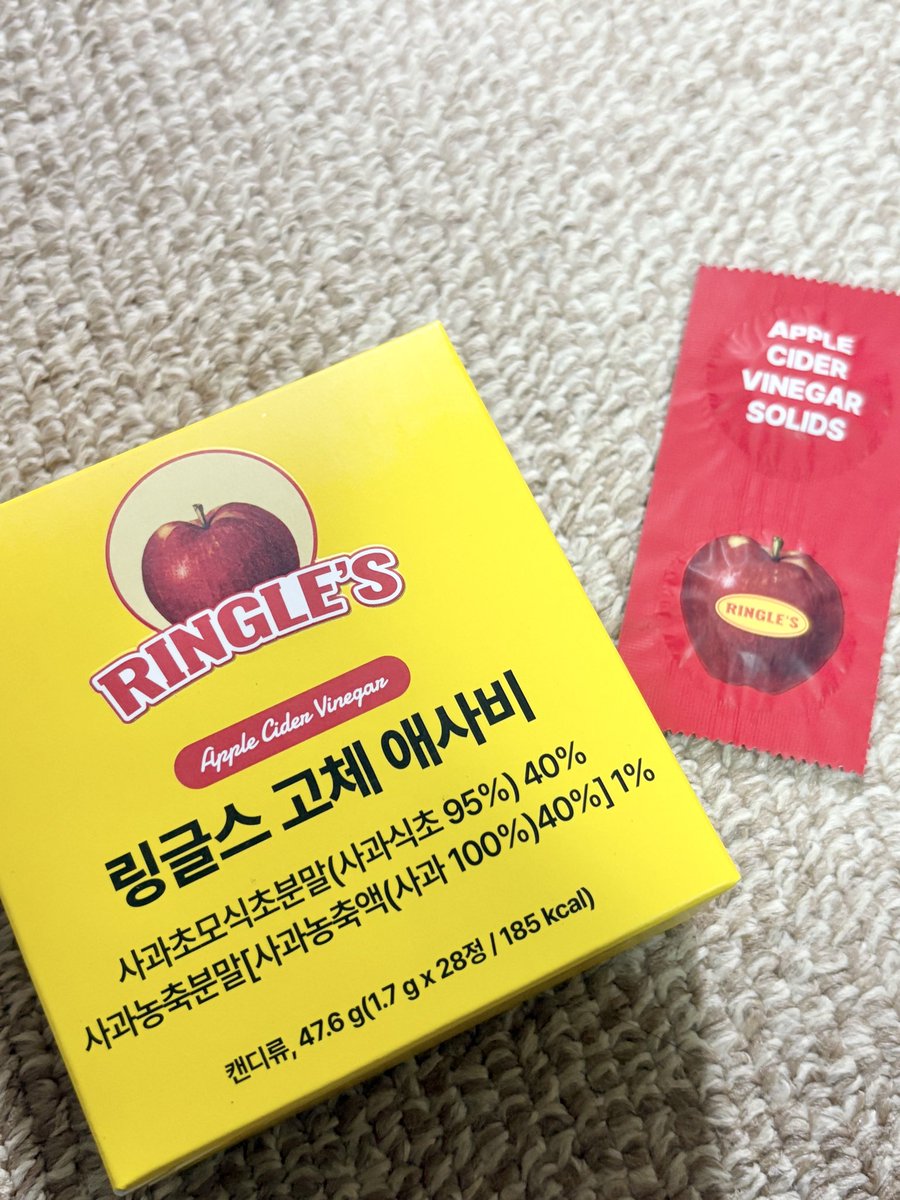 RINGLE'S
Apple Cider Vinegar
링글스 고체 애사비
사과초모식초분말(사과식초 95%) 40%
사과농축분말[사과농축액(사과 100%)40%] 1%
캔디류, 47.6 g(1.7 g x 28정 / 185 kcal)
APPLE
CIDER
VINEGAR
SOLIDS
RINGLE'S